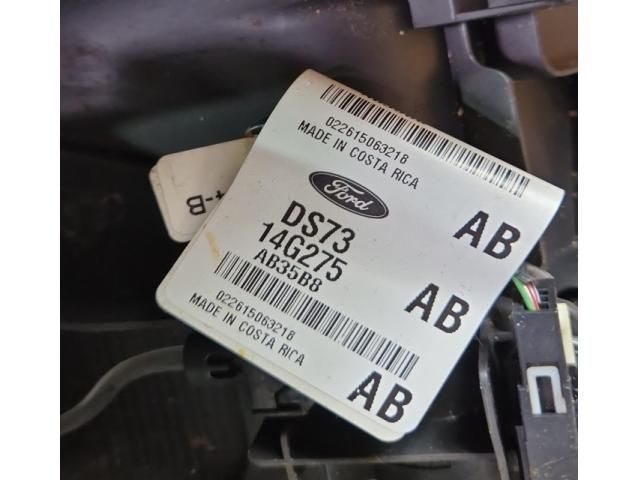 022615063218
MADE IN COSTA RICA
Ford
DS73
14G275
AB35B8
AB
AB
022615063218
MADE IN COSTA RICA
AB
-B